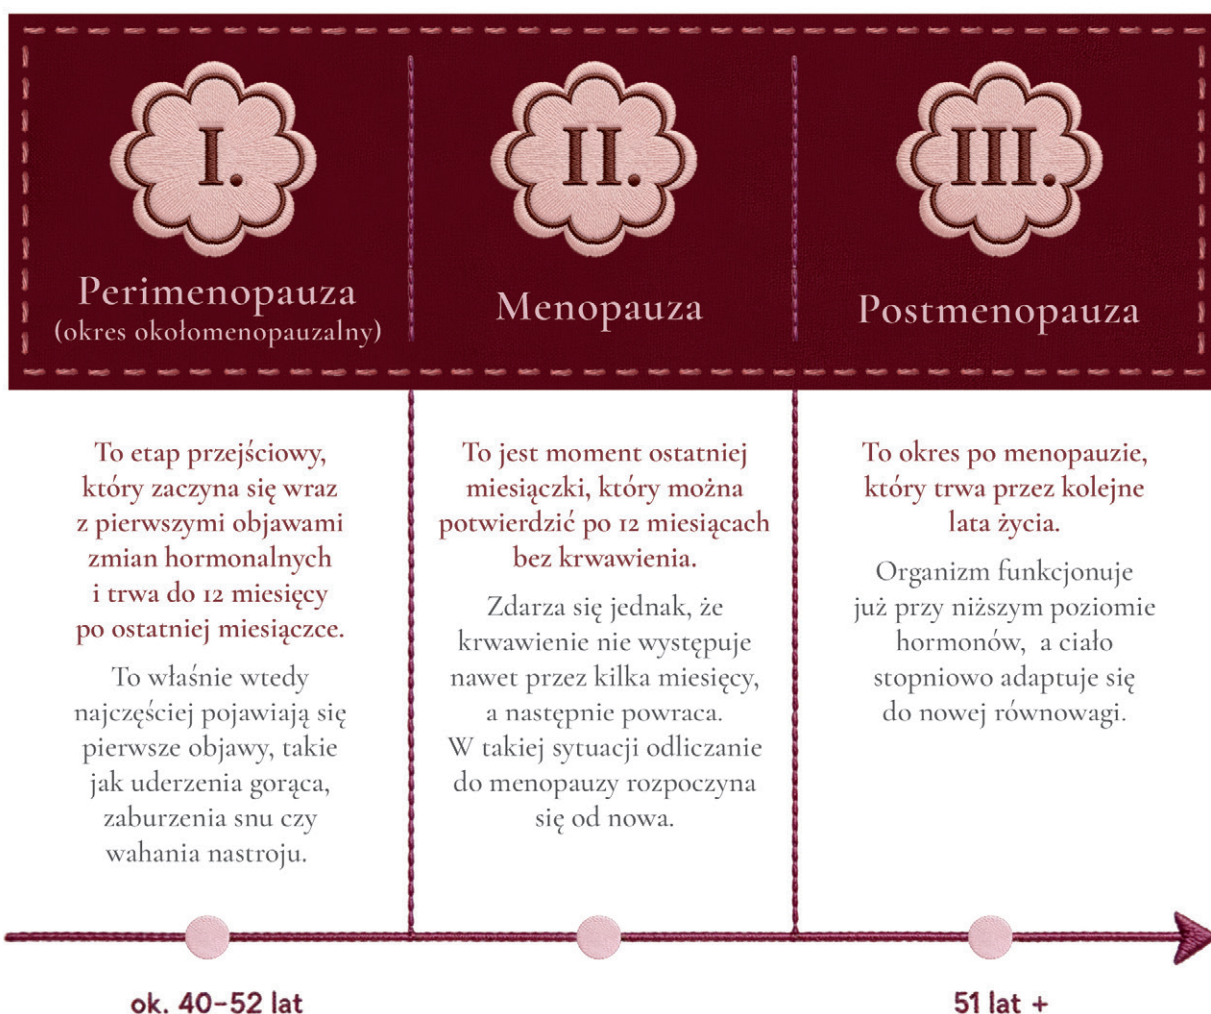 I.
Perimenopauza
(okres okołomenopauzalny)
To etap przejściowy,
który zaczyna się wraz
z pierwszymi objawami
zmian hormonalnych
i trwa do 12 miesięcy
po ostatniej miesiączce.
To właśnie wtedy
najczęściej pojawiają się
pierwsze objawy, takie
jak uderzenia gorąca,
zaburzenia snu czy
wahania nastroju.
ok. 40–52 lat
II.
Menopauza
To jest moment ostatniej
miesiączki, który można
potwierdzić po 12 miesiącach
bez krwawienia.
Zdarza się jednak, że
krwawienie nie występuje
nawet przez kilka miesięcy,
a następnie powraca.
W takiej sytuacji odliczanie
do menopauzy rozpoczyna
się od nowa.
III.
Postmenopauza
To okres po menopauzie,
który trwa przez kolejne
lata życia.
Organizm funkcjonuje
już przy niższym poziomie
hormonów, a ciało
stopniowo adaptuje się
do nowej równowagi.
51 lat +